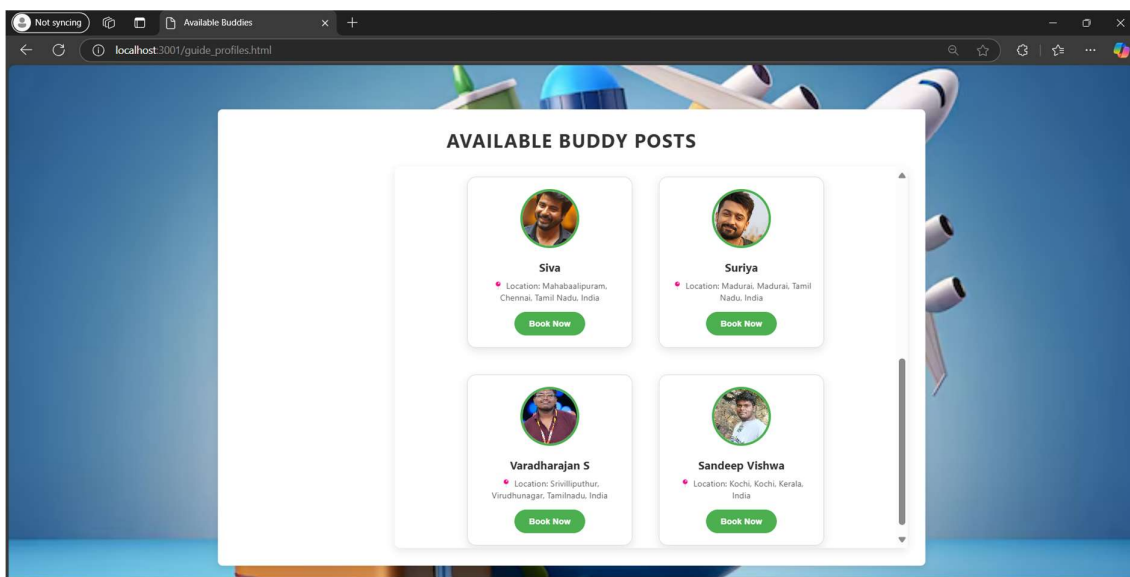 Not syncing
Available Buddies
localhost:3001/guide_profiles.html
AVAILABLE BUDDY POSTS
Siva
Location: Mahabaalipuram,
Chennai, Tamil Nadu, India
Book Now
Suriya
Location: Madurai, Madurai, Tamil
Nadu, India
Book Now
Varadharajan S
Location: Srivilliputhur,
Virudhunagar, Tamilnadu, India
Book Now
Sandeep Vishwa
Location: Kochi, Kochi, Kerala,
India
Book Now